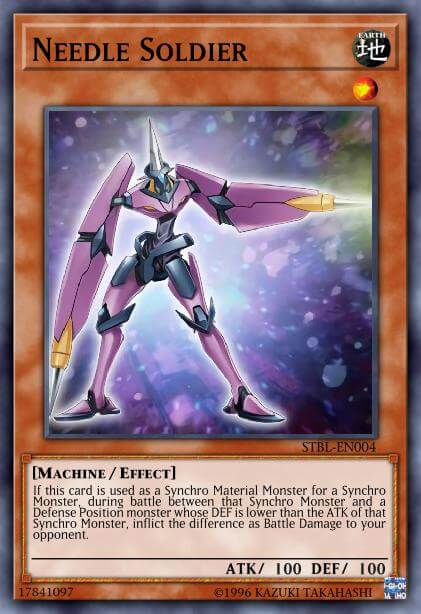 Needle Soldier
EARTH
地
STBL-EN004
[Machine / Effect]
If this card is used as a Synchro Material Monster for a Synchro
Monster, during battle between that Synchro Monster and a
Defense Position monster whose DEF is lower than the ATK of that
Synchro Monster, inflict the difference as Battle Damage to your
opponent.
ATK/ 100 DEF/ 100
17841097
©1996 KAZUKI TAKAHASHI